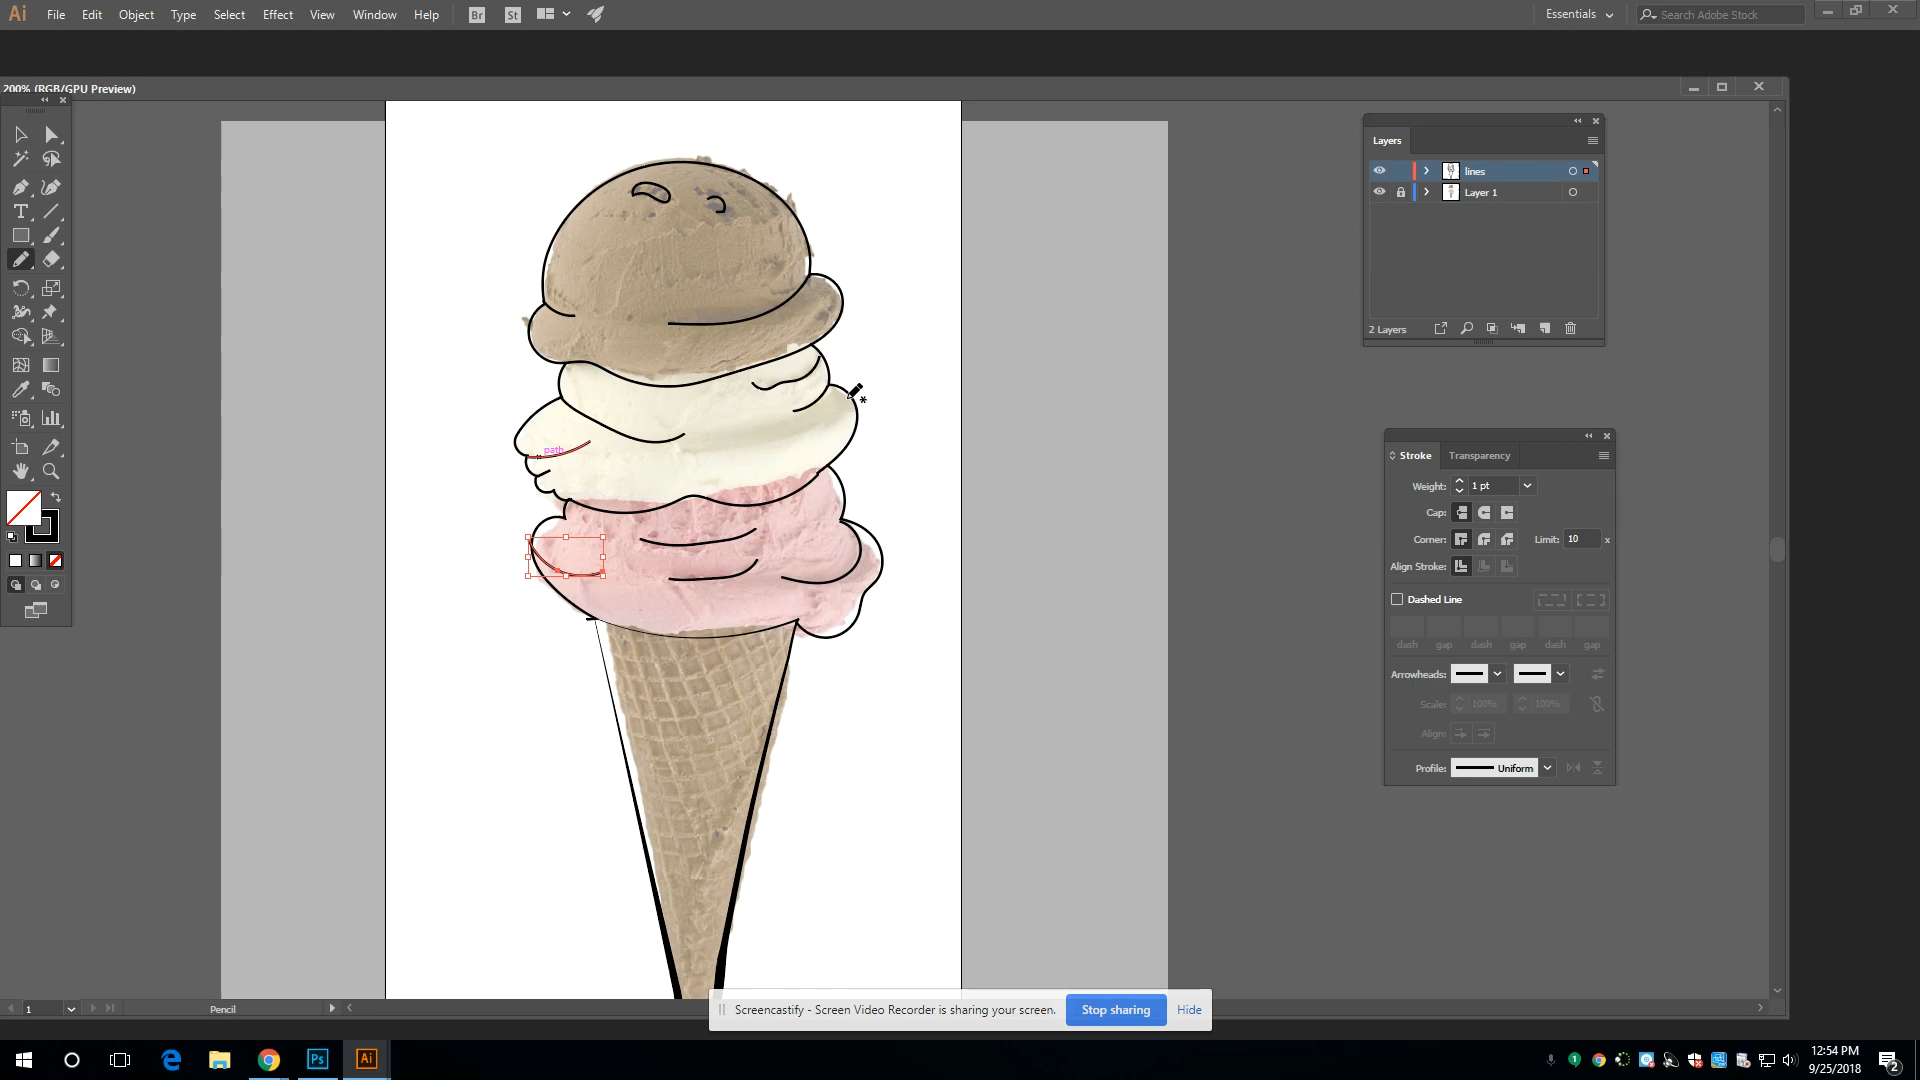 Ai File Edit Object Type Select Effect View Window Help Br St Essentials Search Adobe Stock
200% (RGB/GPU Preview)
Layers
lines
Layer 1
2 Layers
path
Stroke Transparency
Weight: 1 pt
Cap:
Corner: Limit: 10 x
Align Stroke:
Dashed Line
dash gap dash gap dash gap
Arrowheads:
Scale: 100% 100%
Align:
Profile: Uniform
1 Pencil
Screencastify - Screen Video Recorder is sharing your screen. Stop sharing Hide
Ps Ai
12:54 PM
9/25/2018
2